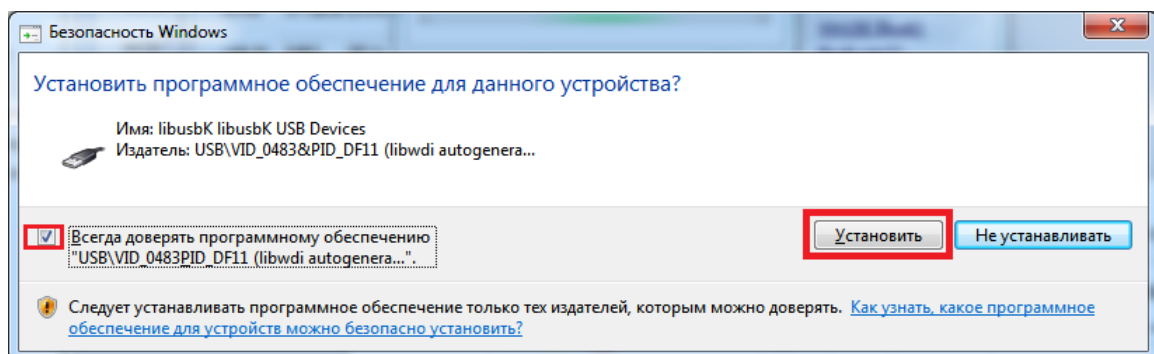 Безопасность Windows
Установить программное обеспечение для данного устройства?
Имя: libusbK libusbK USB Devices
Издатель: USB\VID_0483&PID_DF11 (libwdi autogenera...
Всегда доверять программному обеспечению
"USB\VID_0483PID_DF11 (libwdi autogenera...".
Установить
Не устанавливать
Следует устанавливать программное обеспечение только тех издателей, которым можно доверять. Как узнать, какое программное
обеспечение для устройств можно безопасно установить?